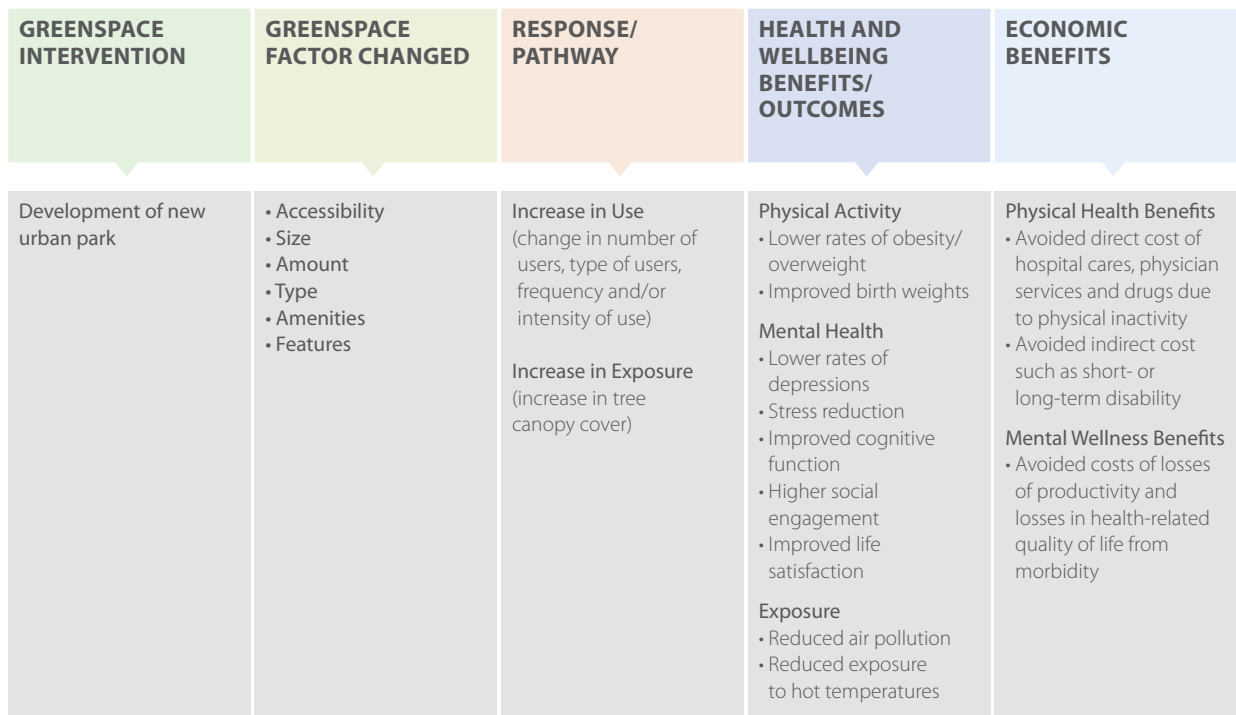 GREENSPACE
INTERVENTION
GREENSPACE
FACTOR CHANGED
RESPONSE/
PATHWAY
HEALTH AND
WELLBEING
BENEFITS/
OUTCOMES
ECONOMIC
BENEFITS
Development of new
urban park
• Accessibility
• Size
• Amount
• Type
• Amenities
• Features
Increase in Use
(change in number of
users, type of users,
frequency and/or
intensity of use)
Increase in Exposure
(increase in tree
canopy cover)
Physical Activity
• Lower rates of obesity/
overweight
• Improved birth weights
Mental Health
• Lower rates of
depressions
• Stress reduction
• Improved cognitive
function
• Higher social
engagement
• Improved life
satisfaction
Exposure
• Reduced air pollution
• Reduced exposure
to hot temperatures
Physical Health Benefits
• Avoided direct cost of
hospital cares, physician
services and drugs due
to physical inactivity
• Avoided indirect cost
such as short- or
long-term disability
Mental Wellness Benefits
• Avoided costs of losses
of productivity and
losses in health-related
quality of life from
morbidity